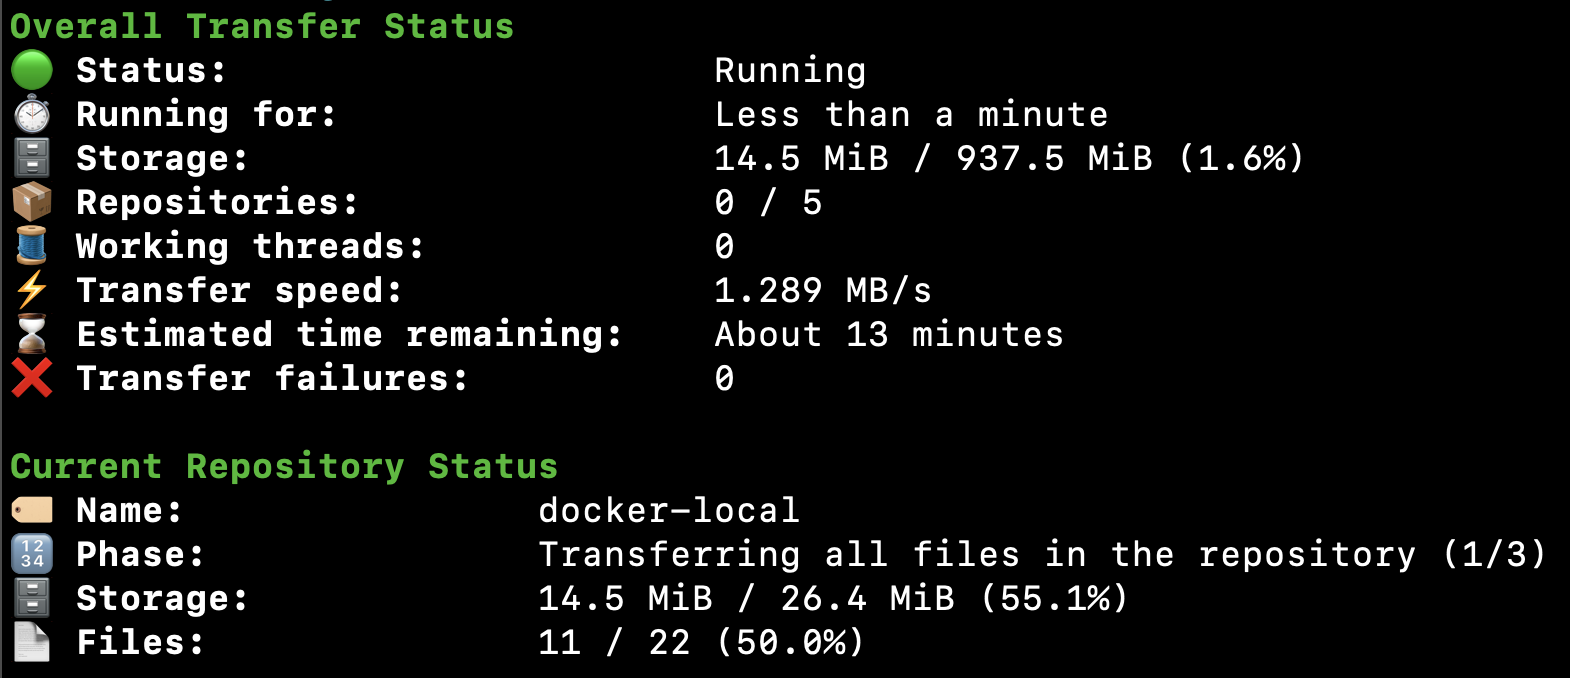 Overall Transfer Status
Status: Running
Running for: Less than a minute
Storage: 14.5 MiB / 937.5 MiB (1.6%)
Repositories: 0 / 5
Working threads: 0
Transfer speed: 1.289 MB/s
Estimated time remaining: About 13 minutes
Transfer failures: 0
Current Repository Status
Name: docker-local
Phase: Transferring all files in the repository (1/3)
Storage: 14.5 MiB / 26.4 MiB (55.1%)
Files: 11 / 22 (50.0%)